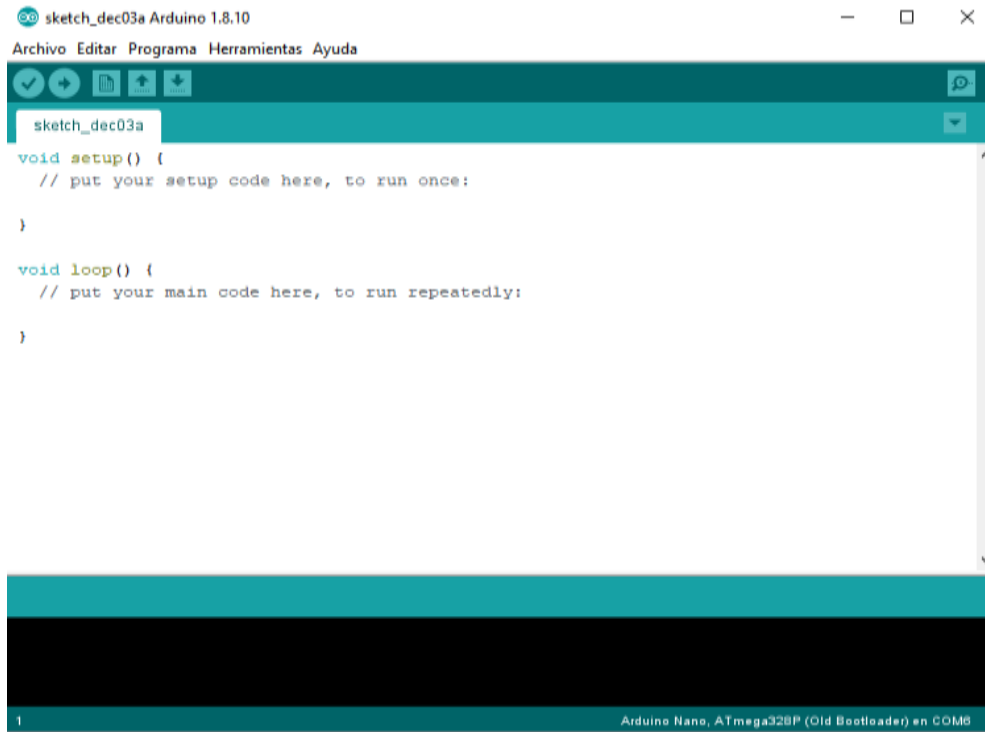 sketch_dec03a Arduino 1.8.10
Archivo Editar Programa Herramientas Ayuda
sketch_dec03a
void setup() {
  // put your setup code here, to run once:
}
void loop() {
  // put your main code here, to run repeatedly:
}
1
Arduino Nano, ATmega328P (Old Bootloader) en COM6